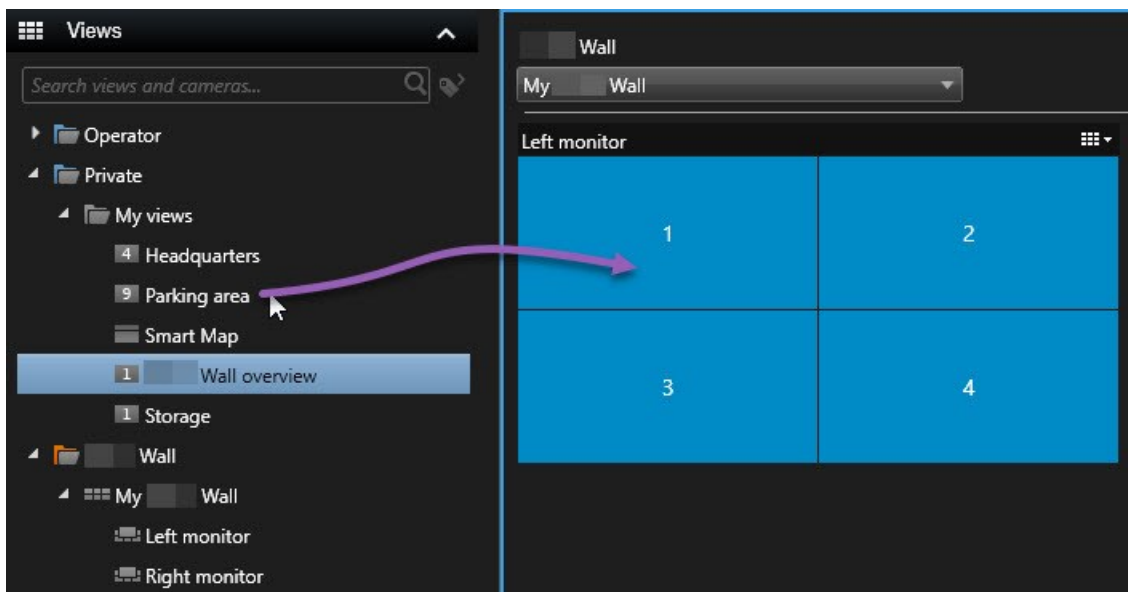 Views
Search views and cameras...
Operator
Private
My views
4 Headquarters
9 Parking area
Smart Map
1 Wall overview
1 Storage
Wall
My Wall
Left monitor
Right monitor
Wall
My Wall
Left monitor
1 2
3 4